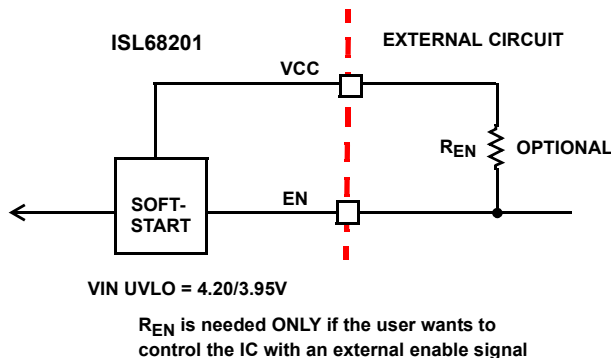 ISL68201
EXTERNAL CIRCUIT
VCC
REN
OPTIONAL
SOFT-
START
EN
VIN UVLO = 4.20/3.95V
REN is needed ONLY if the user wants to
control the IC with an external enable signal